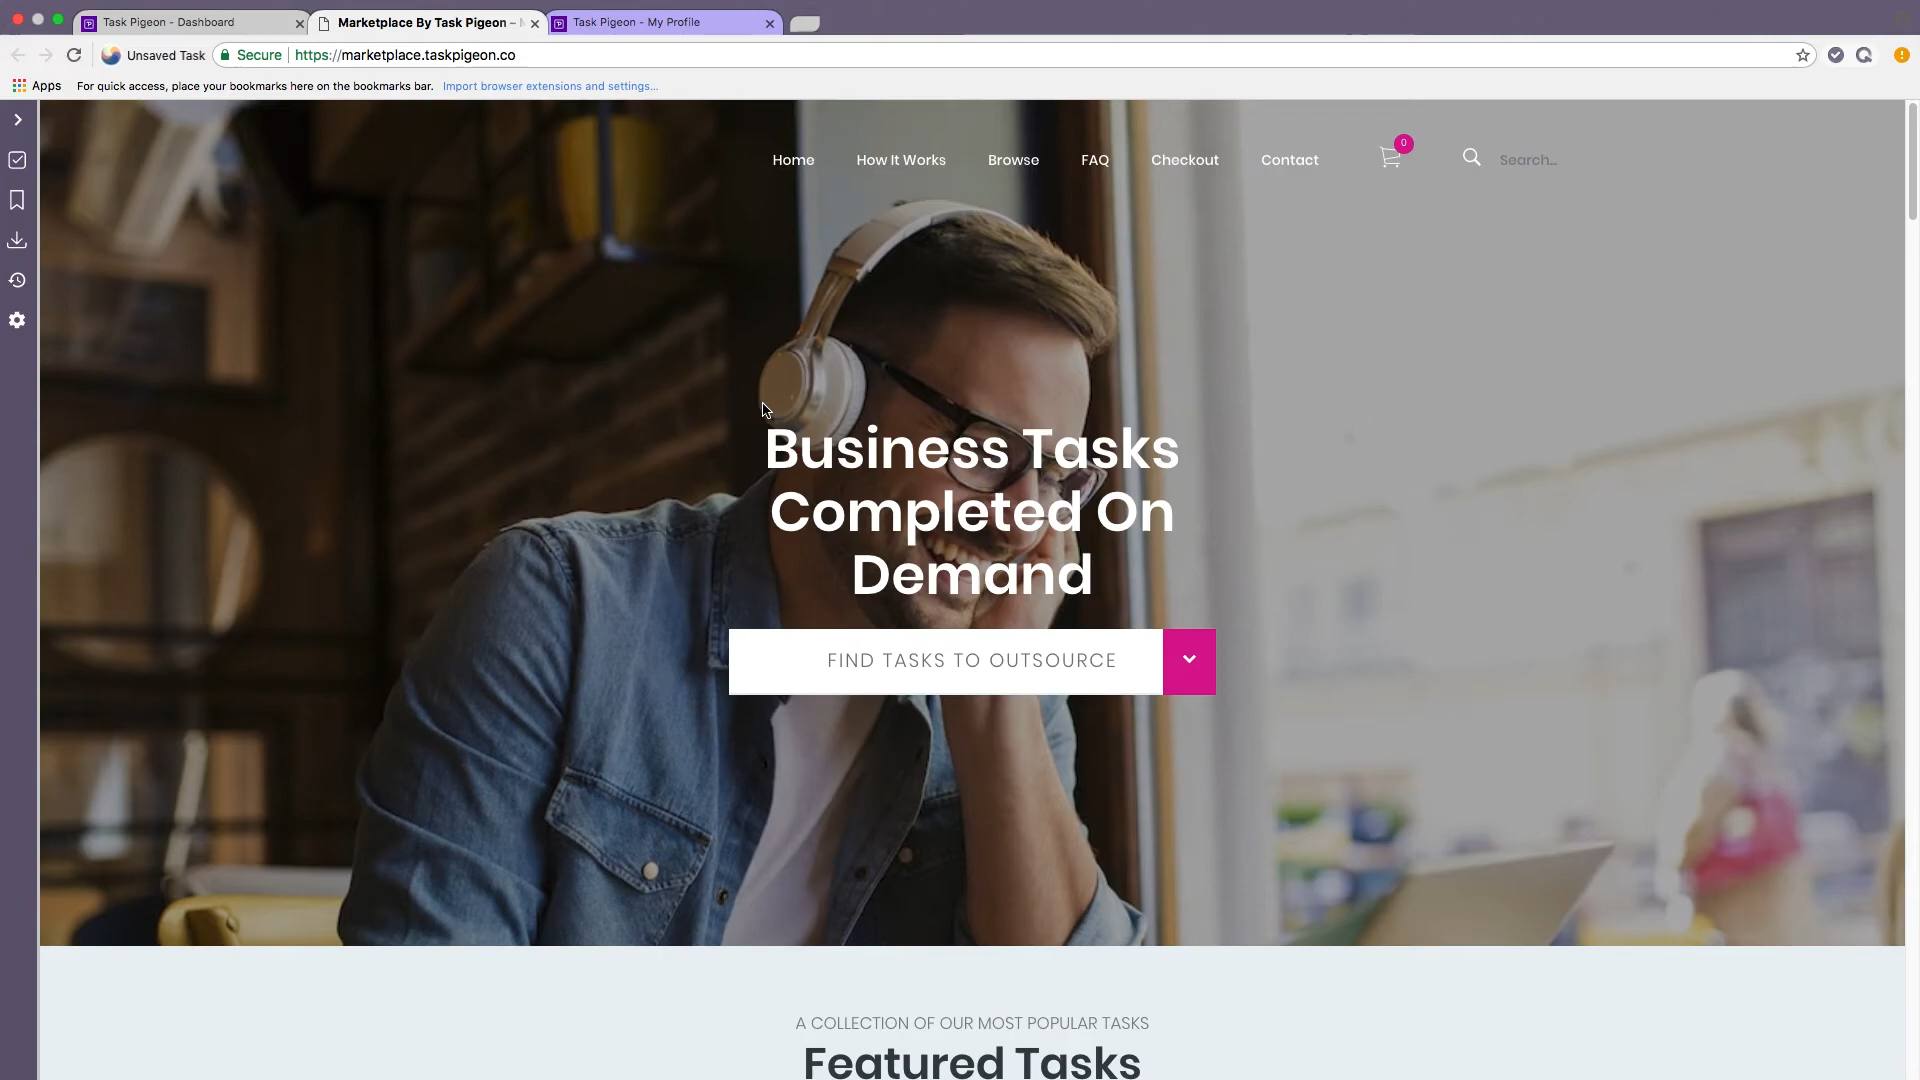 Task Pigeon - Dashboard
Marketplace By Task Pigeon –
Task Pigeon - My Profile
Unsaved Task
Secure
https://marketplace.taskpigeon.co
Apps
For quick access, place your bookmarks here on the bookmarks bar.
Import browser extensions and settings...
Home
How It Works
Browse
FAQ
Checkout
Contact
0
Search...
Business Tasks
Completed On
Demand
FIND TASKS TO OUTSOURCE
A COLLECTION OF OUR MOST POPULAR TASKS
Featured Tasks